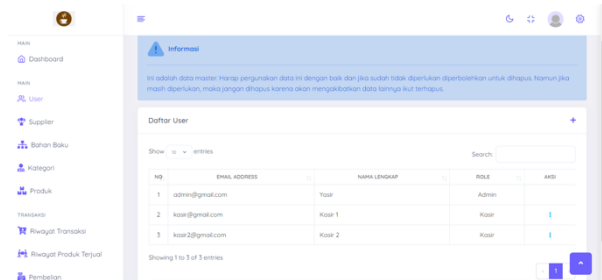 MAIN
Dashboard
MAIN
User
Supplier
Bahan Baku
Kategori
Produk
TRANSAKSI
Riwayat Transaksi
Riwayat Produk Terjual
Pembelian
Informasi
Ini adalah data master. Harap pergunakan data ini dengan baik dan jika sudah tidak diperlukan diperbolehkan untuk dihapus. Namun jika
masih diperlukan, maka jangan dihapus karena akan mengakibatkan data lainnya ikut terhapus.
Daftar User +
Show entries Search:
NO EMAIL ADDRESS NAMA LENGKAP ROLE AKSI
1 admin@gmail.com Yasir Admin
2 kasir@gmail.com Kasir 1 Kasir
3 kasir2@gmail.com Kasir 2 Kasir
Showing 1 to 3 of 3 entries
1